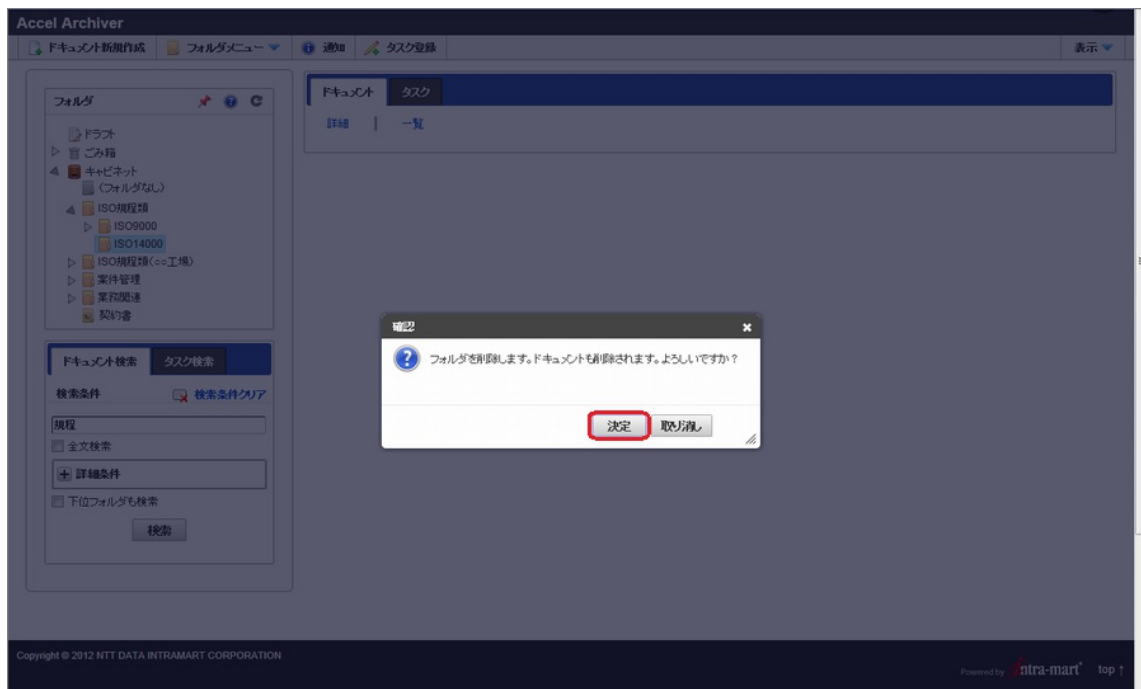 Accel Archiver
ドキュメント新規作成 フォルダメニュー 通知 タスク登録 表示
フォルダ
ドラフト
ごみ箱
キャビネット
(フォルダなし)
ISO規程類
ISO9000
ISO14000
ISO規程類(○○工場)
案件管理
業務関連
契約書
ドキュメント タスク
詳細 | 一覧
確認
フォルダを削除します。ドキュメントも削除されます。よろしいですか?
決定 取り消し
ドキュメント検索 タスク検索
検索条件 検索条件クリア
規程
全文検索
詳細条件
下位フォルダも検索
検索
Copyright © 2012 NTT DATA INTRAMART CORPORATION
Powered by intra-mart top ↑